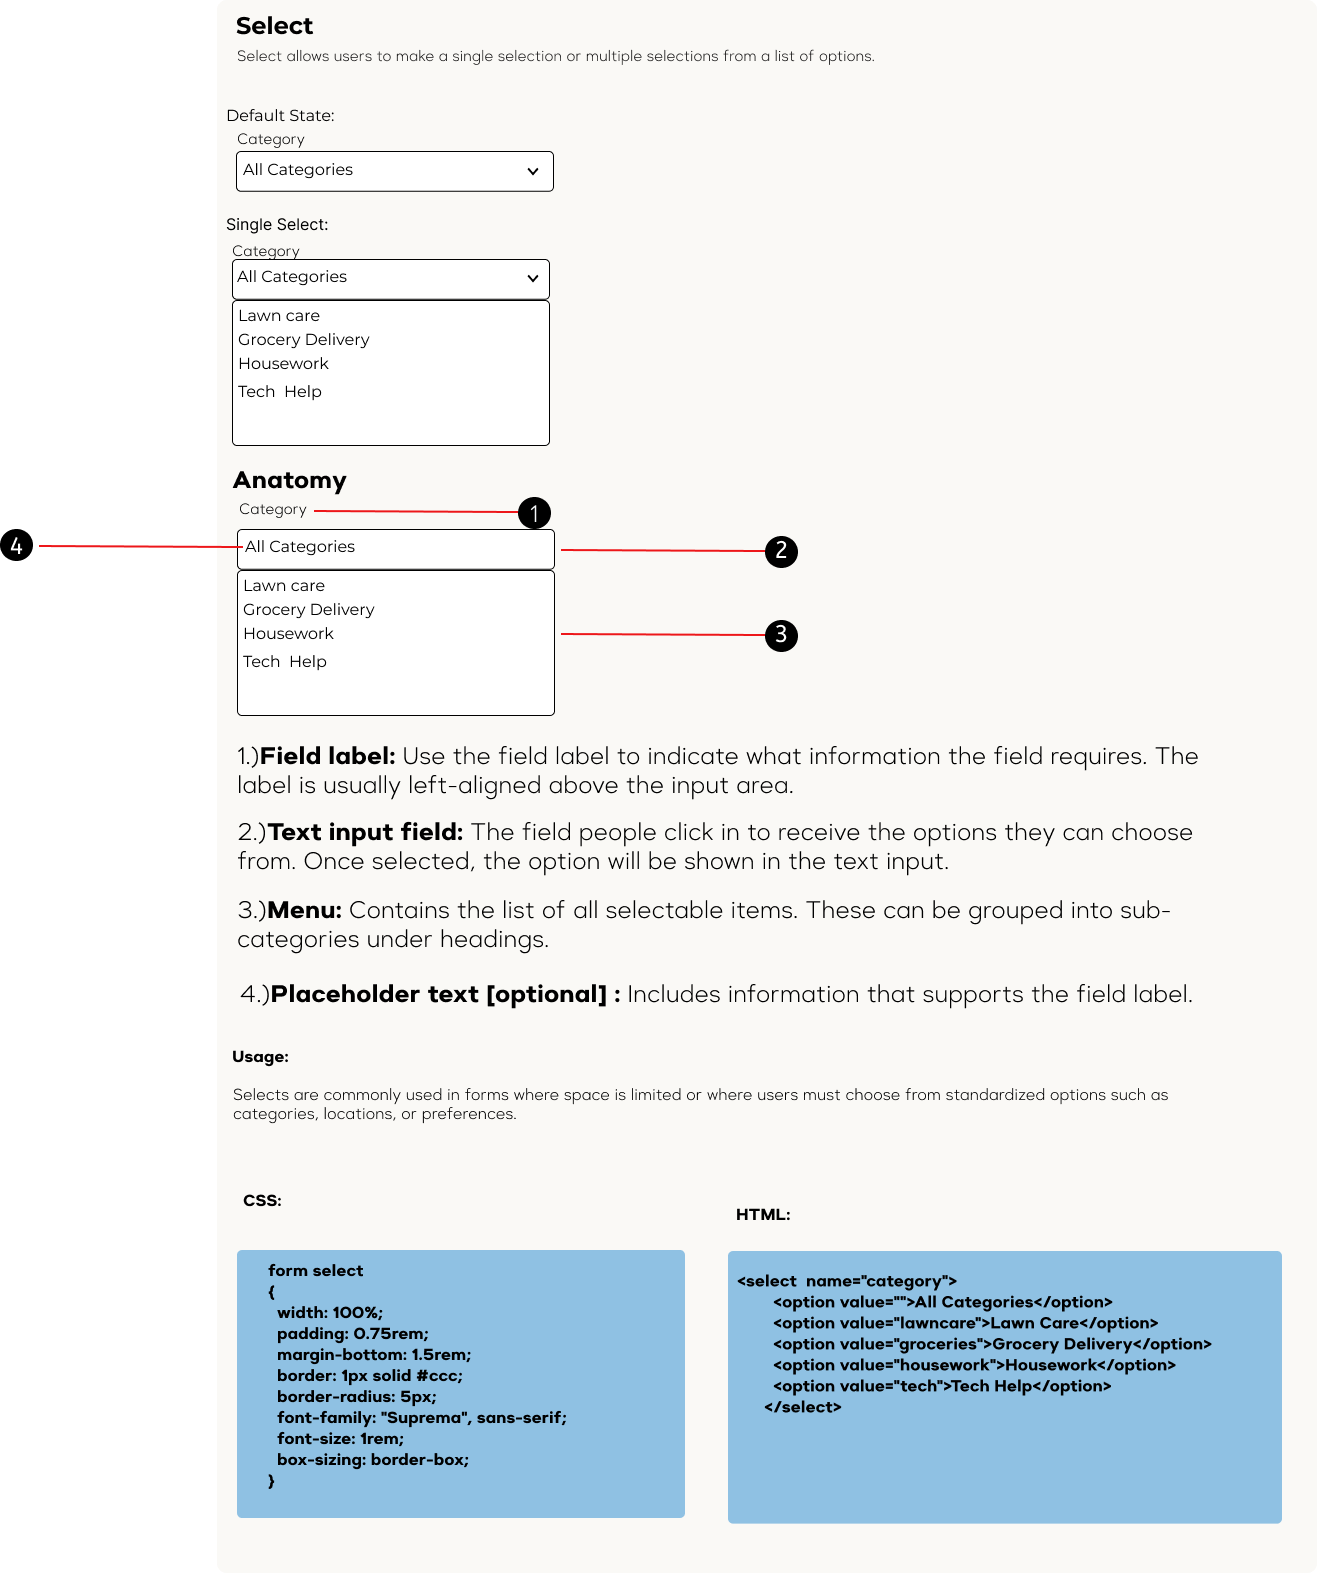 Select
Select allows users to make a single selection or multiple selections from a list of options.
Default State:
Category
All Categories
Single Select:
Category
All Categories
Lawn care
Grocery Delivery
Housework
Tech  Help
Anatomy
Category
1
4
All Categories
2
Lawn care
Grocery Delivery
Housework
3
Tech  Help
1.)Field label: Use the field label to indicate what information the field requires. The
label is usually left-aligned above the input area.
2.)Text input field: The field people click in to receive the options they can choose
from. Once selected, the option will be shown in the text input.
3.)Menu: Contains the list of all selectable items. These can be grouped into sub-
categories under headings.
4.)Placeholder text [optional] : Includes information that supports the field label.
Usage:
Selects are commonly used in forms where space is limited or where users must choose from standardized options such as
categories, locations, or preferences.
CSS:
form select
{
  width: 100%;
  padding: 0.75rem;
  margin-bottom: 1.5rem;
  border: 1px solid #ccc;
  border-radius: 5px;
  font-family: "Suprema", sans-serif;
  font-size: 1rem;
  box-sizing: border-box;
}
HTML:
<select  name="category">
        <option value="">All Categories</option>
        <option value="lawncare">Lawn Care</option>
        <option value="groceries">Grocery Delivery</option>
        <option value="housework">Housework</option>
        <option value="tech">Tech Help</option>
      </select>